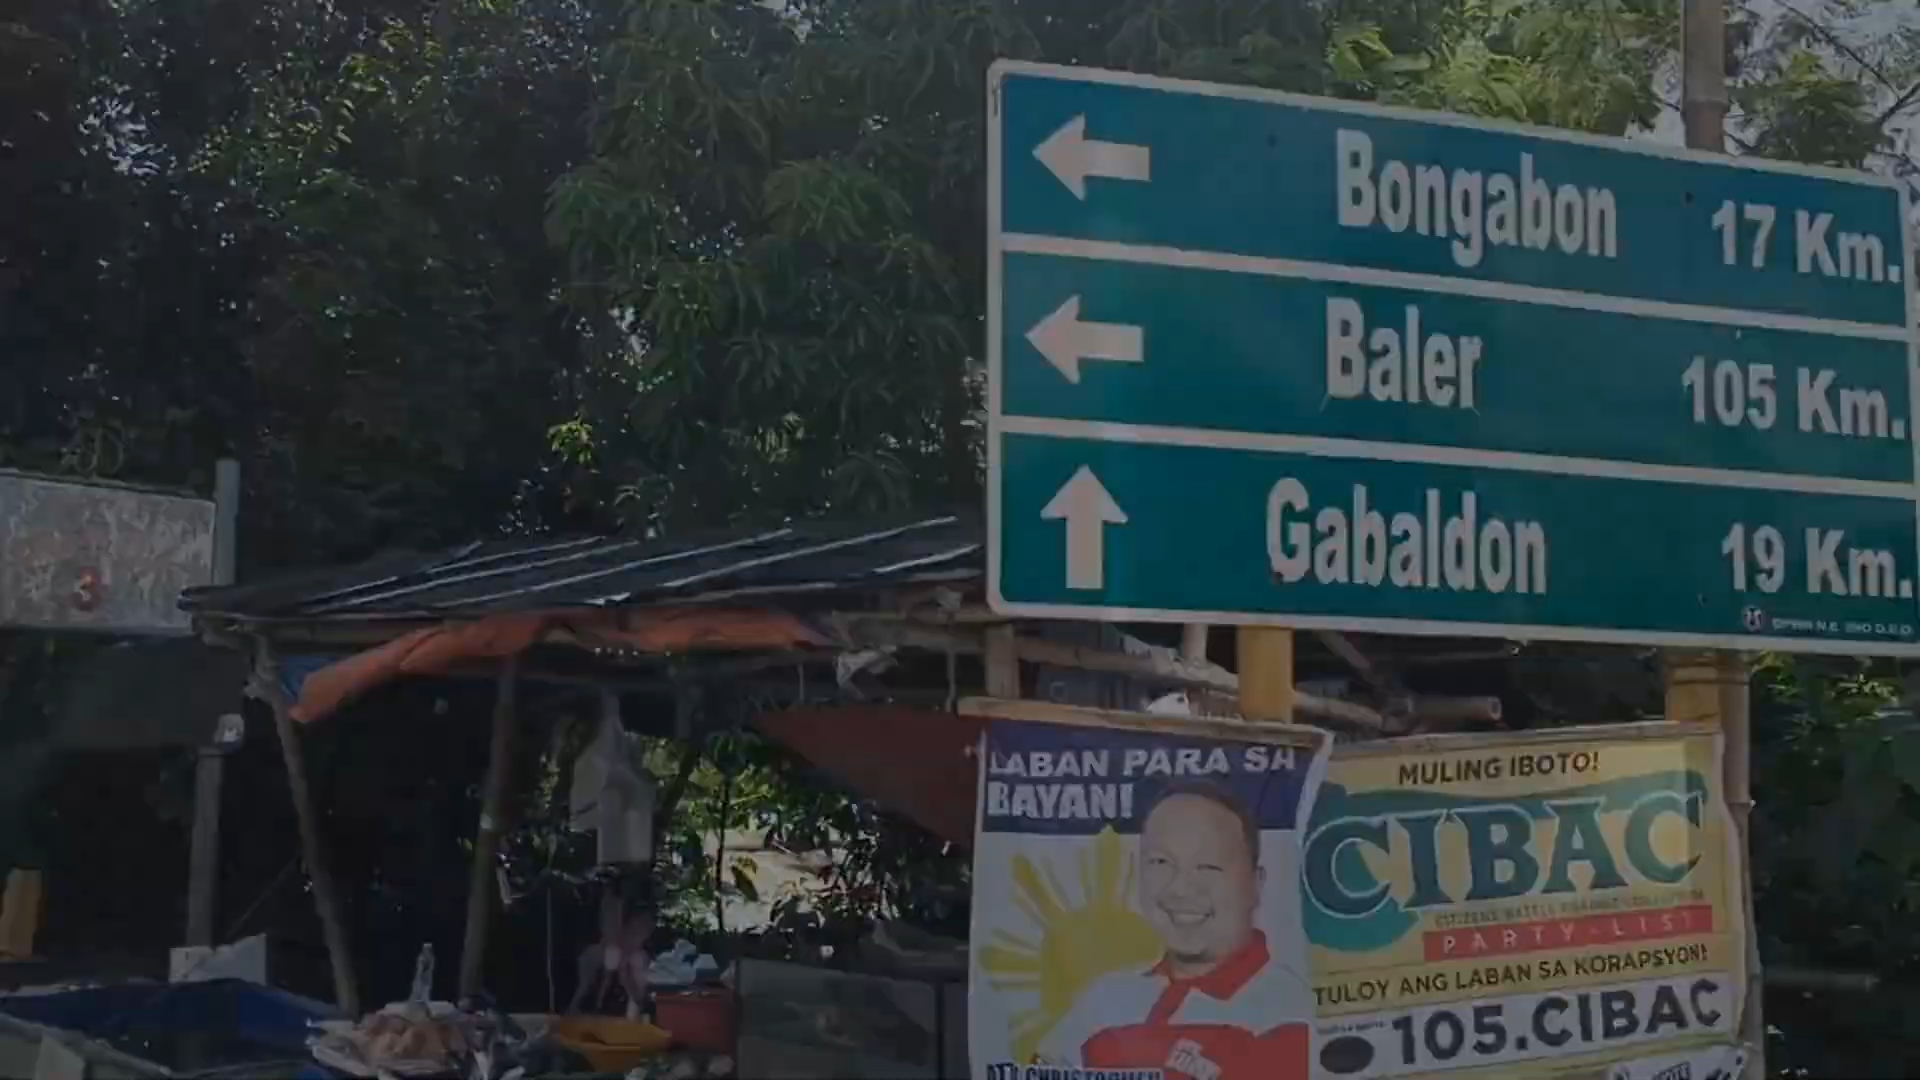 Bongabon 17 Km.
Baler 105 Km.
Gabaldon 19 Km.
3
LABAN PARA SA
BAYAN!
MULING IBOTO!
CIBAC
PARTY-LIST
TULOY ANG LABAN SA KORAPSYON!
105.CIBAC